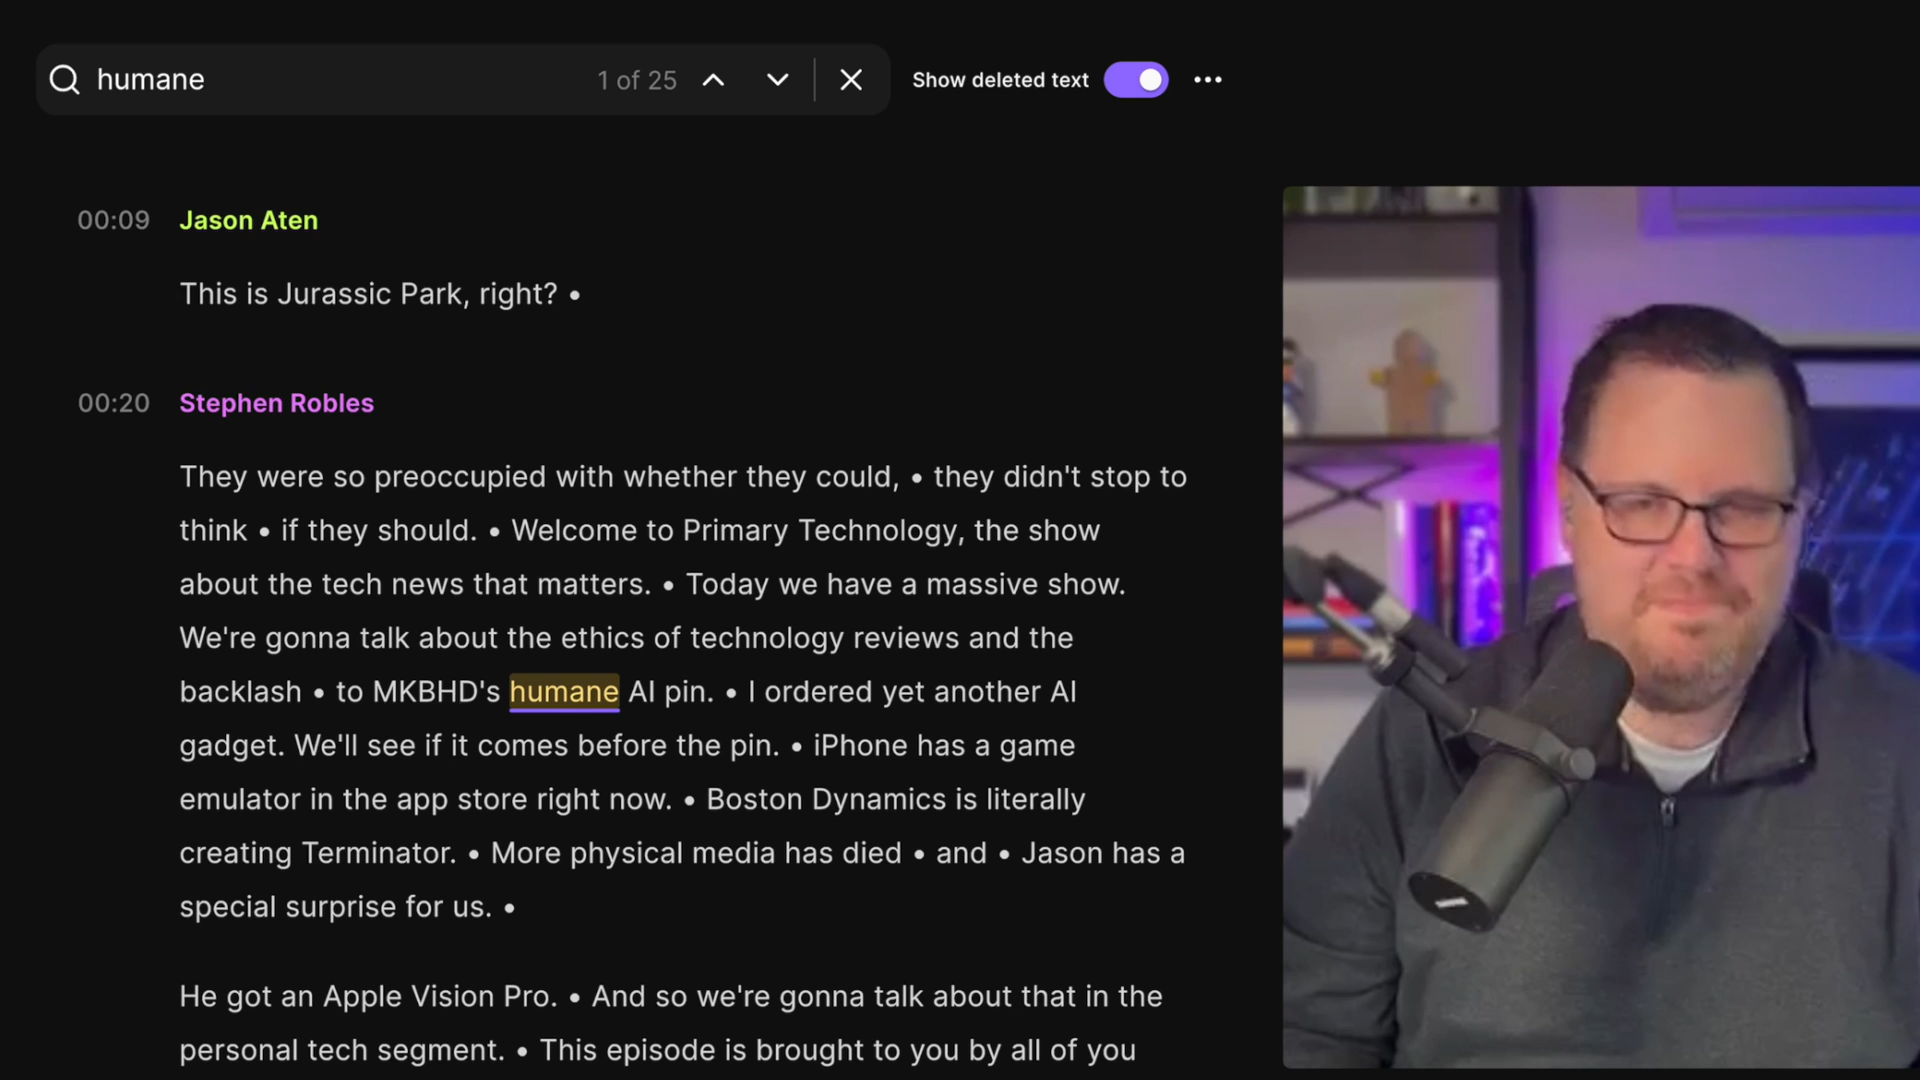 humane
1 of 25
Show deleted text
00:09 Jason Aten
This is Jurassic Park, right? •
00:20 Stephen Robles
They were so preoccupied with whether they could, • they didn't stop to
think • if they should. • Welcome to Primary Technology, the show
about the tech news that matters. • Today we have a massive show.
We're gonna talk about the ethics of technology reviews and the
backlash • to MKBHD's humane AI pin. • I ordered yet another AI
gadget. We'll see if it comes before the pin. • iPhone has a game
emulator in the app store right now. • Boston Dynamics is literally
creating Terminator. • More physical media has died • and • Jason has a
special surprise for us. •
He got an Apple Vision Pro. • And so we're gonna talk about that in the
personal tech segment. • This episode is brought to you by all of you